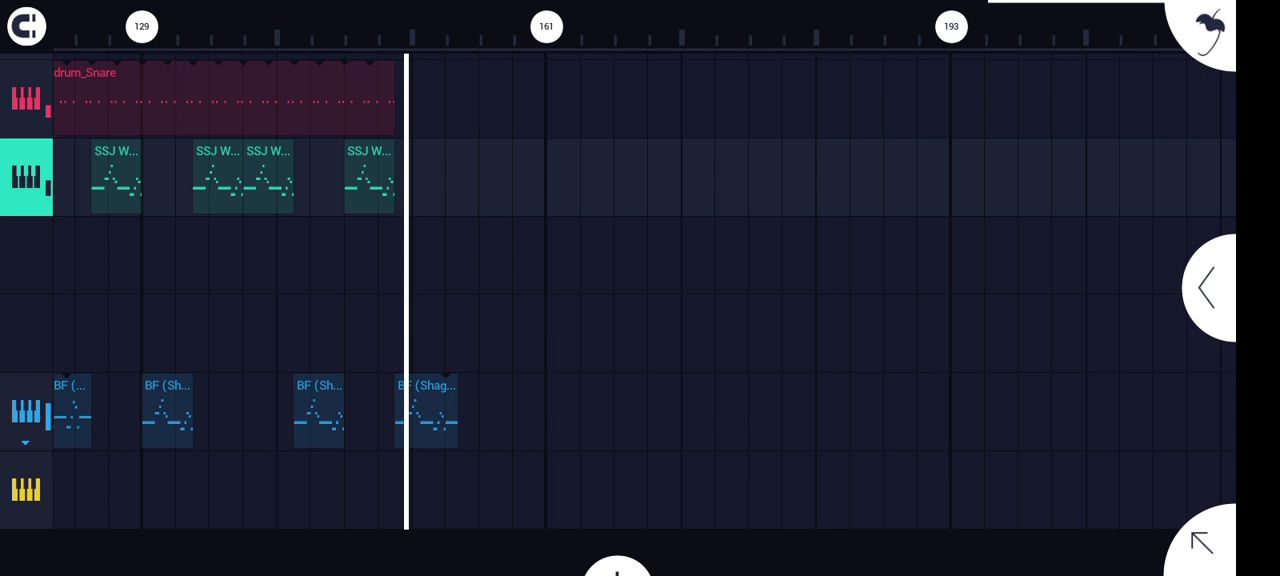 129 161 193
drum_Snare
SSJ W... SSJ W... SSJ W... SSJ W...
BF (... BF (Sh... BF (Sh... BF (Shag...